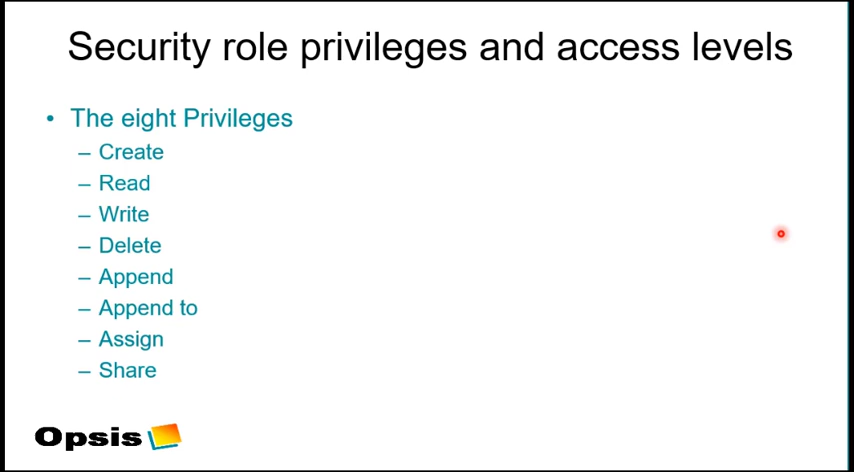 Security role privileges and access levels
• The eight Privileges
– Create
– Read
– Write
– Delete
– Append
– Append to
– Assign
– Share
Opsis